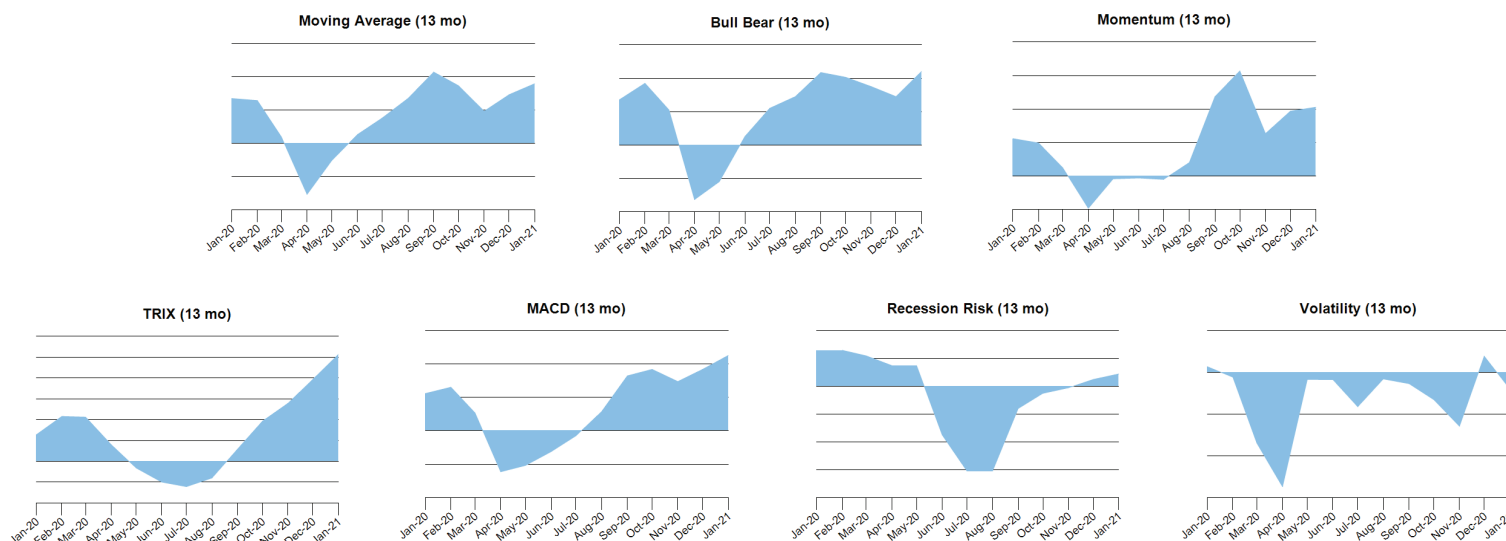 Moving Average (13 mo)
Jan-20 Feb-20 Mar-20 Apr-20 May-20 Jun-20 Jul-20 Aug-20 Sep-20 Oct-20 Nov-20 Dec-20 Jan-21
Bull Bear (13 mo)
Jan-20 Feb-20 Mar-20 Apr-20 May-20 Jun-20 Jul-20 Aug-20 Sep-20 Oct-20 Nov-20 Dec-20 Jan-21
Momentum (13 mo)
Jan-20 Feb-20 Mar-20 Apr-20 May-20 Jun-20 Jul-20 Aug-20 Sep-20 Oct-20 Nov-20 Dec-20 Jan-21
TRIX (13 mo)
Jan-20 Feb-20 Mar-20 Apr-20 May-20 Jun-20 Jul-20 Aug-20 Sep-20 Oct-20 Nov-20 Dec-20 Jan-21
MACD (13 mo)
Jan-20 Feb-20 Mar-20 Apr-20 May-20 Jun-20 Jul-20 Aug-20 Sep-20 Oct-20 Nov-20 Dec-20 Jan-21
Recession Risk (13 mo)
Jan-20 Feb-20 Mar-20 Apr-20 May-20 Jun-20 Jul-20 Aug-20 Sep-20 Oct-20 Nov-20 Dec-20 Jan-21
Volatility (13 mo)
Jan-20 Feb-20 Mar-20 Apr-20 May-20 Jun-20 Jul-20 Aug-20 Sep-20 Oct-20 Nov-20 Dec-20